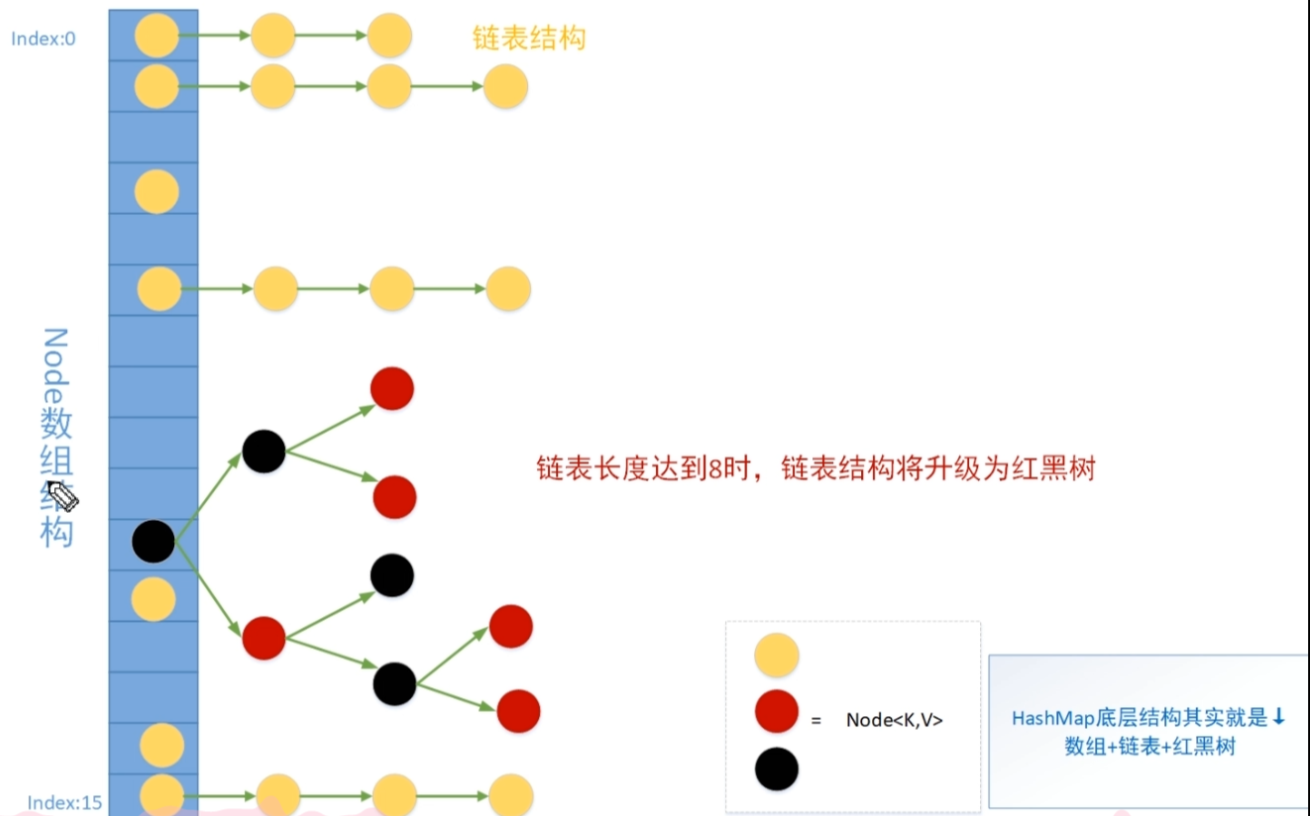 Index:0
链表结构
Node数组结构
链表长度达到8时，链表结构将升级为红黑树
= Node<K,V>
HashMap底层结构其实就是↓
数组+链表+红黑树
Index:15